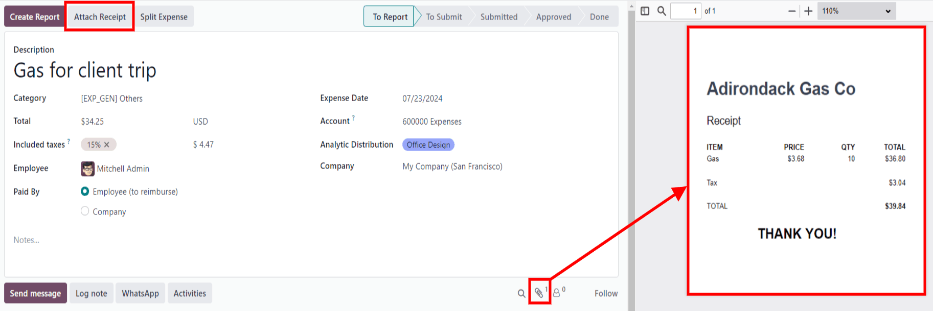 Create Report Attach Receipt Split Expense To Report To Submit Submitted Approved Done
Description
Gas for client trip
Category [EXP_GEN] Others Expense Date 07/23/2024
Total $34.25 USD Account ? 600000 Expenses
Included taxes ? 15% × $ 4.47 Analytic Distribution Office Design
Employee Mitchell Admin Company My Company (San Francisco)
Paid By Employee (to reimburse)
Company
Notes...
Send message Log note WhatsApp Activities 1 0 Follow
1 of 1 110%
Adirondack Gas Co
Receipt
ITEM PRICE QTY TOTAL
Gas $3.68 10 $36.80
Tax $3.04
TOTAL $39.84
THANK YOU!